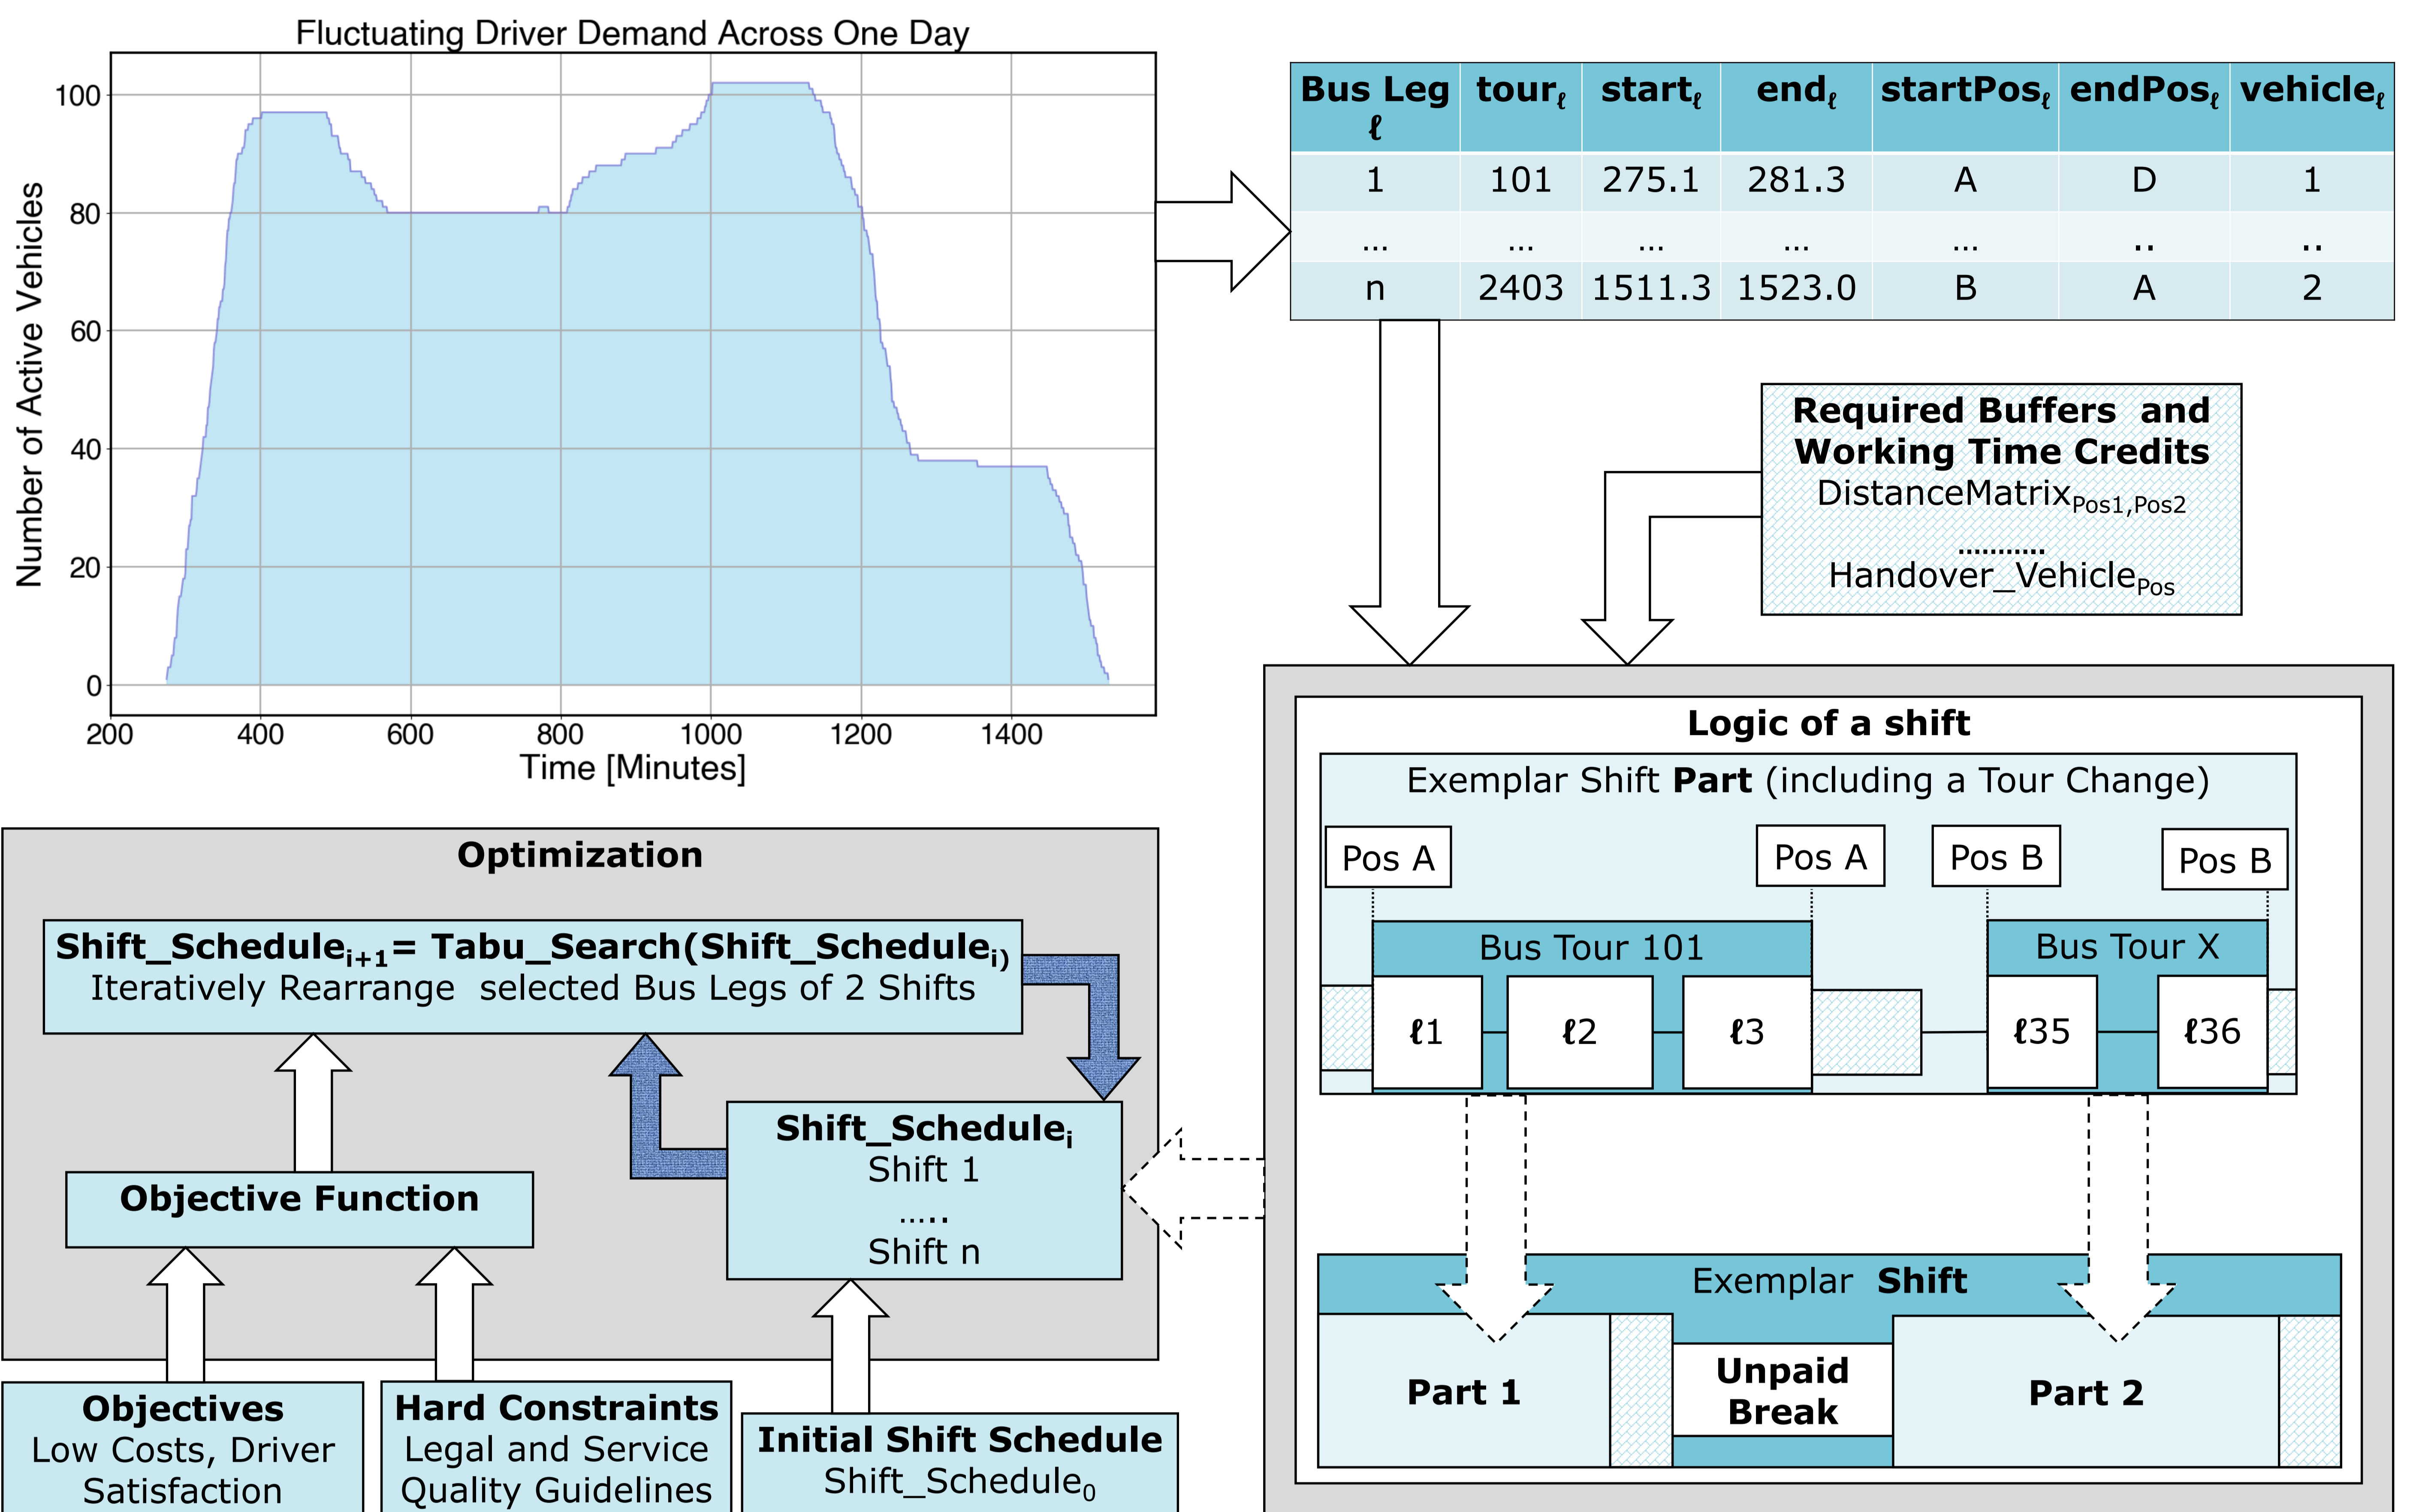 Fluctuating Driver Demand Across One Day
Number of Active Vehicles
100
80
60
40
20
0
200 400 600 800 1000 1200 1400
Time [Minutes]
Bus Leg ℓ tourℓ startℓ endℓ startPosℓ endPosℓ vehicleℓ
1 101 275.1 281.3 A D 1
... ... ... ... ... .. ..
n 2403 1511.3 1523.0 B A 2
Required Buffers and
Working Time Credits
DistanceMatrixPos1,Pos2
...........
Handover_VehiclePos
Logic of a shift
Exemplar Shift Part (including a Tour Change)
Pos A Pos A Pos B Pos B
Bus Tour 101 Bus Tour X
ℓ1 ℓ2 ℓ3 ℓ35 ℓ36
Exemplar Shift
Part 1
Unpaid
Break
Part 2
Optimization
Shift_Schedulei+1= Tabu_Search(Shift_Schedulei)
Iteratively Rearrange selected Bus Legs of 2 Shifts
Objective Function
Shift_Schedulei
Shift 1
.....
Shift n
Objectives
Low Costs, Driver
Satisfaction
Hard Constraints
Legal and Service
Quality Guidelines
Initial Shift Schedule
Shift_Schedule0